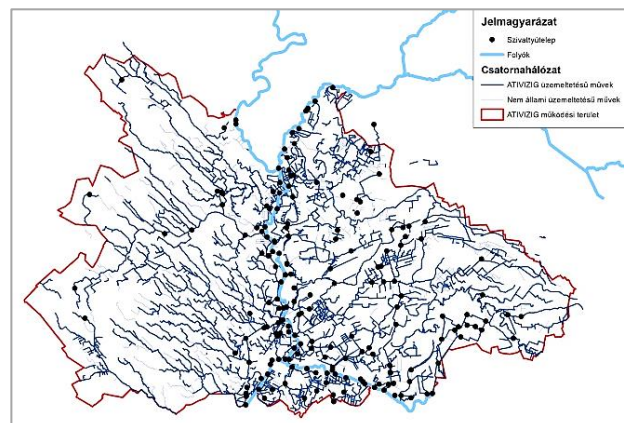 Jelmagyarázat
Szivattyútelep
Folyók
Csatornahálózat
ATIVIZIG üzemeltetésű művek
Nem állami üzemeltetésű művek
ATIVIZIG működési terület